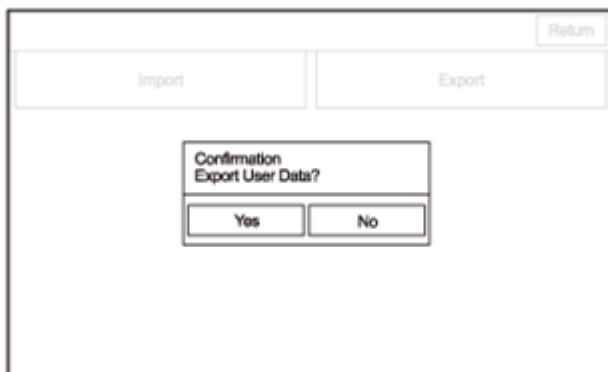 Return
Import Export
Confirmation
Export User Data?
Yes No